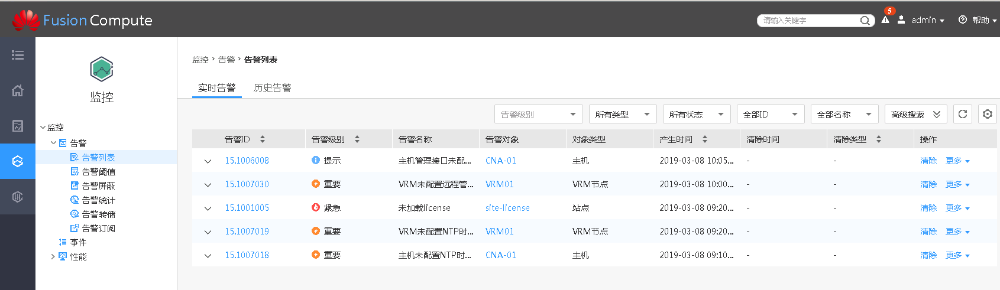 Fusion Compute
请输入关键字
5
admin
帮助
监控
监控
告警
告警列表
告警阈值
告警屏蔽
告警统计
告警转储
告警订阅
事件
性能
监控 > 告警 > 告警列表
实时告警 历史告警
告警级别 所有类型 所有状态 全部ID 全部名称 高级搜索
告警ID 告警级别 告警名称 告警对象 对象类型 产生时间 清除时间 清除类型 操作
15.1006008 提示 主机管理接口未配... CNA-01 主机 2019-03-08 10:05... - - 清除 更多
15.1007030 重要 VRM未配置远程管... VRM01 VRM节点 2019-03-08 10:00... - - 清除 更多
15.1001005 紧急 未加载license site-license 站点 2019-03-08 09:20... - - 清除 更多
15.1007019 重要 VRM未配置NTP时... VRM01 VRM节点 2019-03-08 09:20... - - 清除 更多
15.1007018 重要 主机未配置NTP时... CNA-01 主机 2019-03-08 09:10... - - 清除 更多